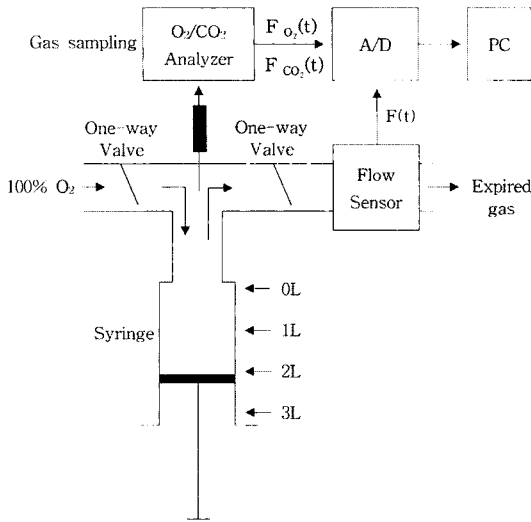 Gas sampling
O₂/CO₂
Analyzer
F O₂(t)
F CO₂(t)
A/D
PC
One-way
Valve
One-way
Valve
F(t)
100% O₂
Flow
Sensor
Expired
gas
Syringe
0L
1L
2L
3L